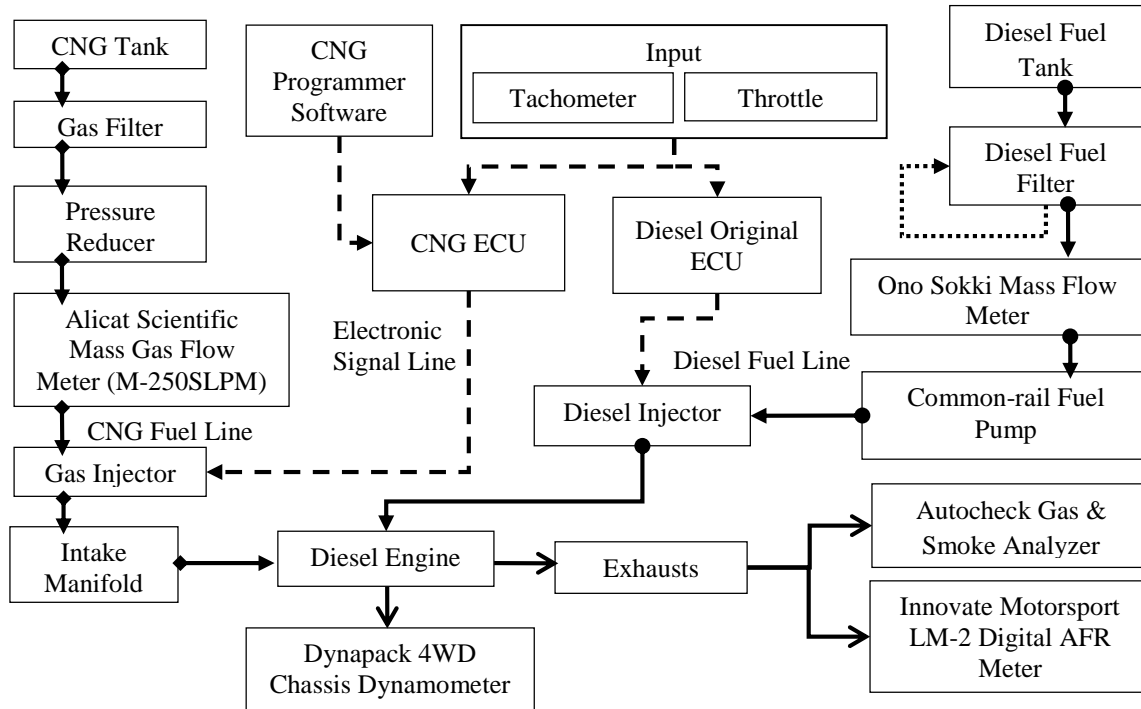 CNG Tank
Gas Filter
Pressure
Reducer
Alicat Scientific
Mass Gas Flow
Meter (M-250SLPM)
CNG Fuel Line
Gas Injector
Intake
Manifold
CNG
Programmer
Software
Input
Tachometer
Throttle
CNG ECU
Diesel Original
ECU
Electronic
Signal Line
Diesel Fuel Line
Diesel Injector
Diesel Fuel
Tank
Diesel Fuel
Filter
Ono Sokki Mass Flow
Meter
Common-rail Fuel
Pump
Diesel Engine
Exhausts
Autocheck Gas &
Smoke Analyzer
Innovate Motorsport
LM-2 Digital AFR
Meter
Dynapack 4WD
Chassis Dynamometer